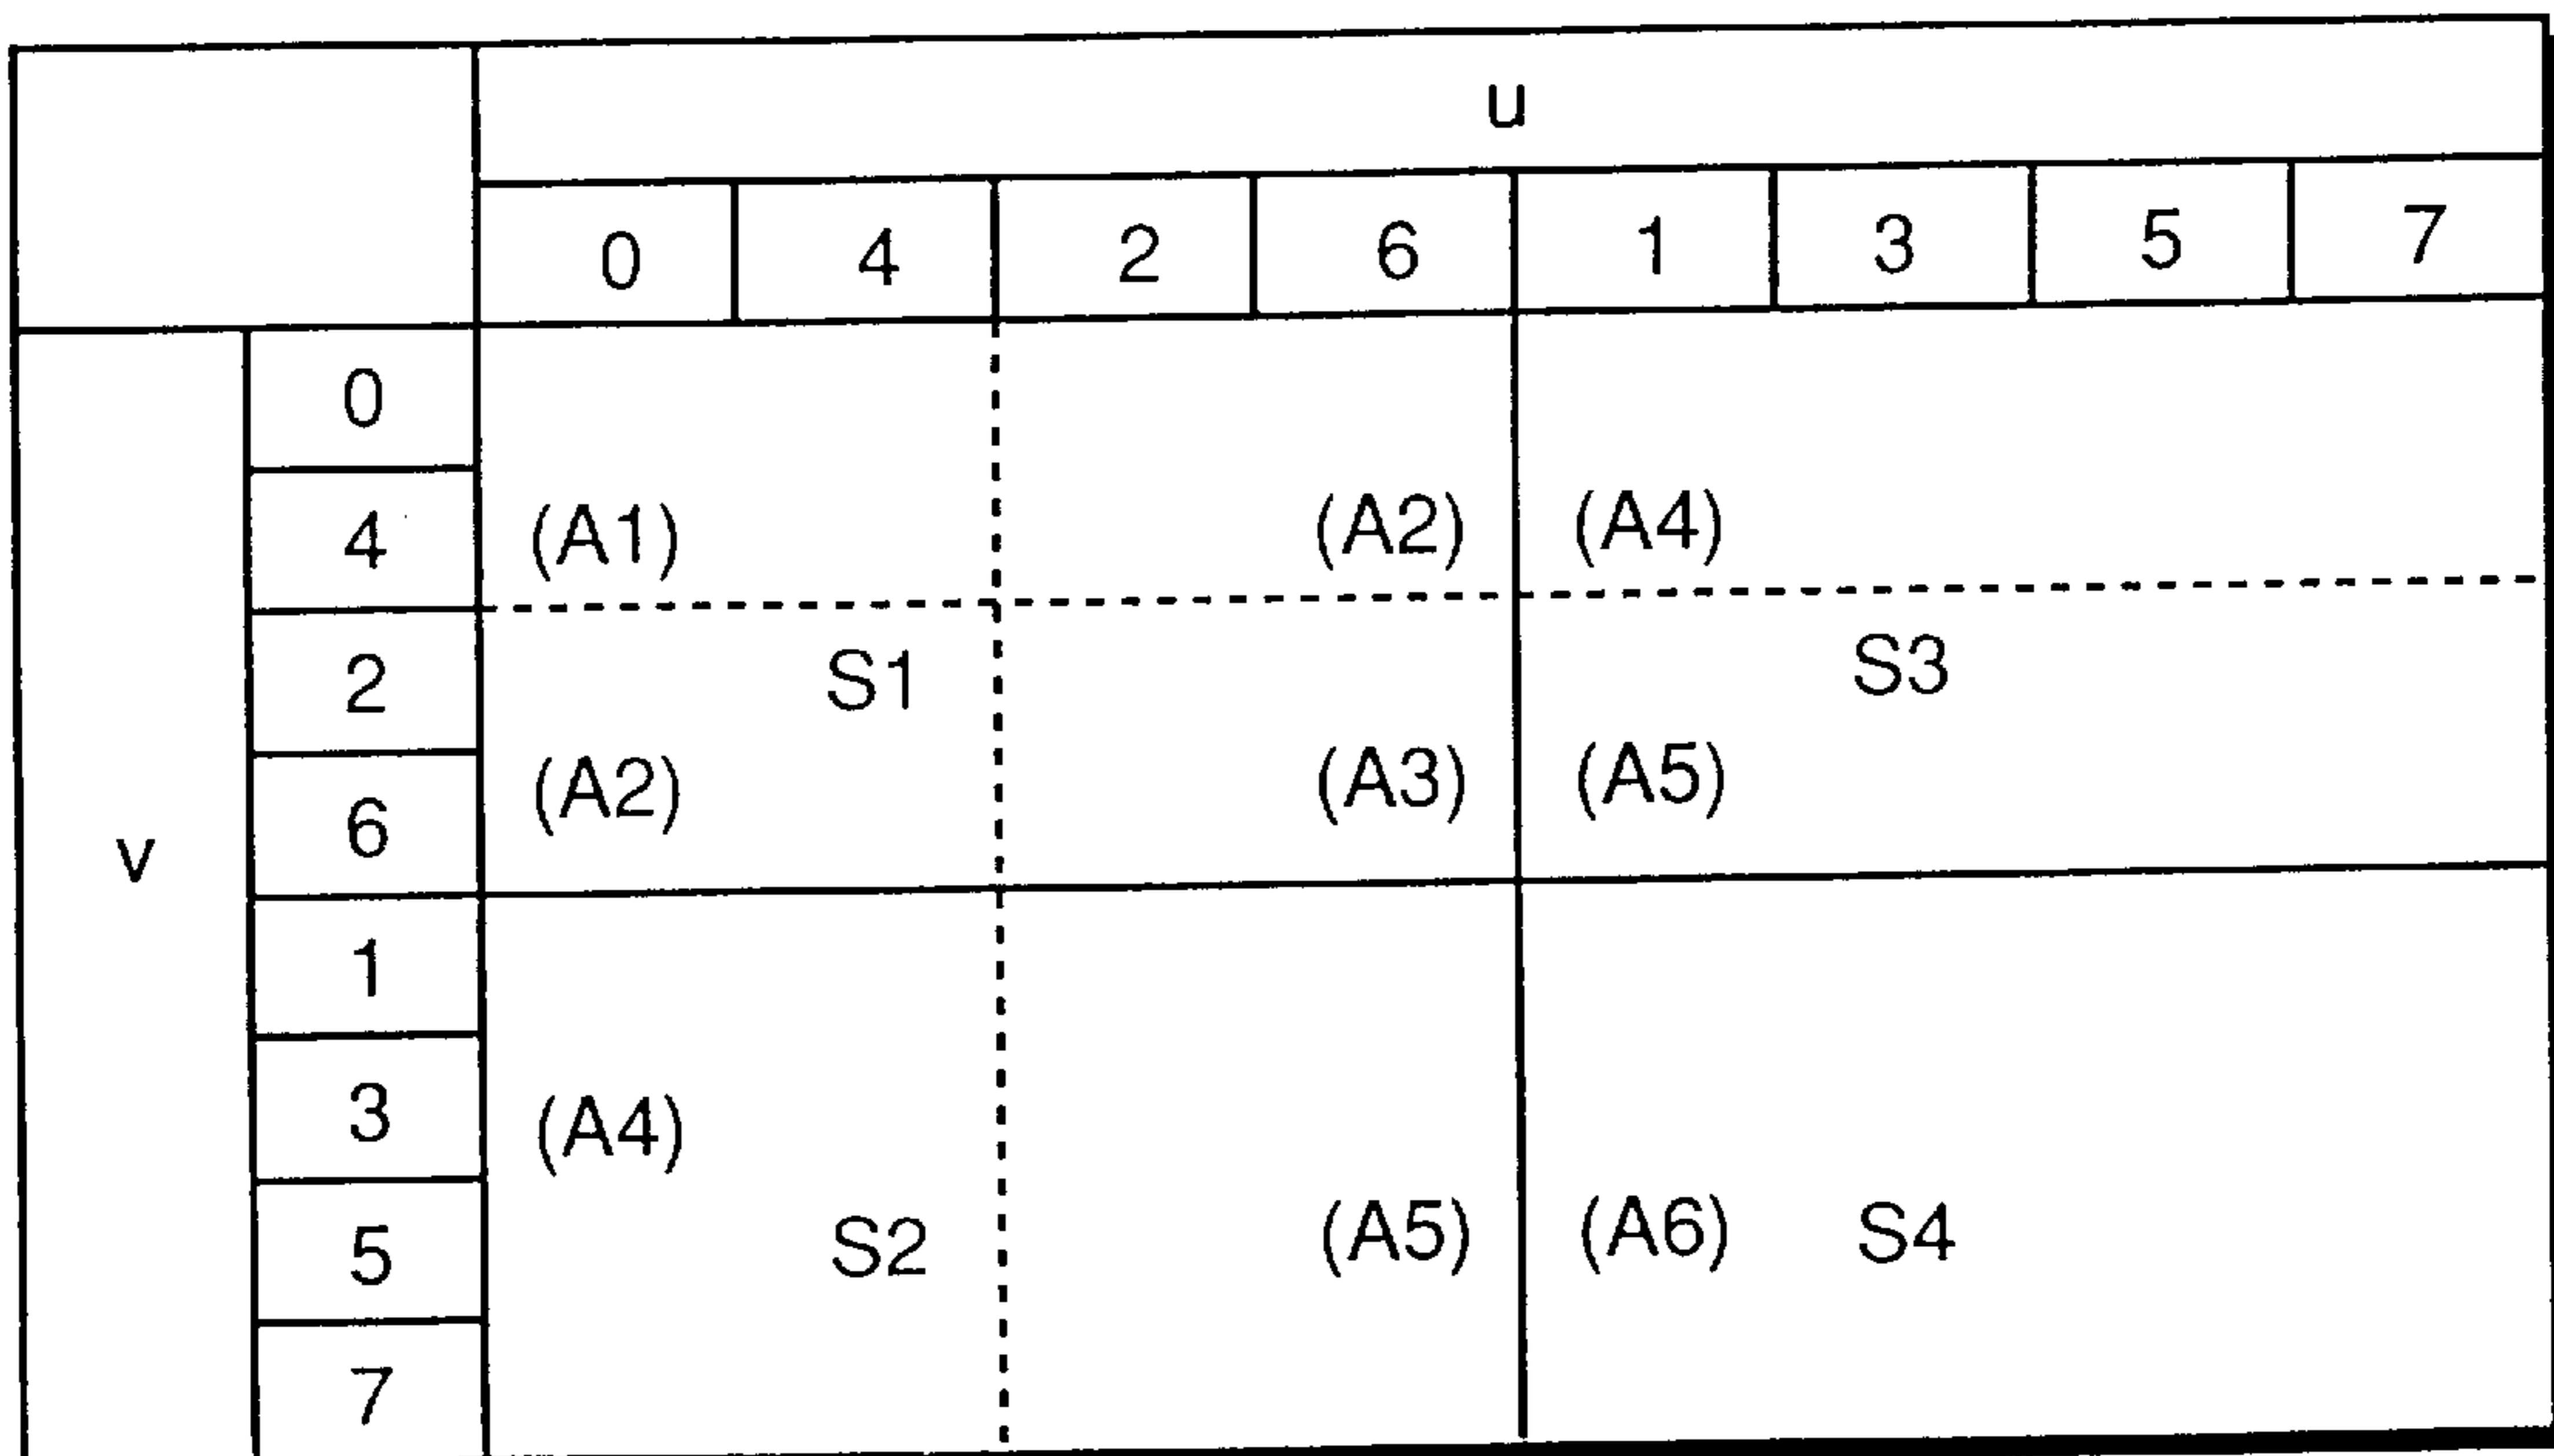 u
0 4 2 6 1 3 5 7
0
4 (A1) (A2) (A4)
2 S1 S3
6 (A2) (A3) (A5)
v
1
3 (A4)
5 S2 (A5) (A6) S4
7